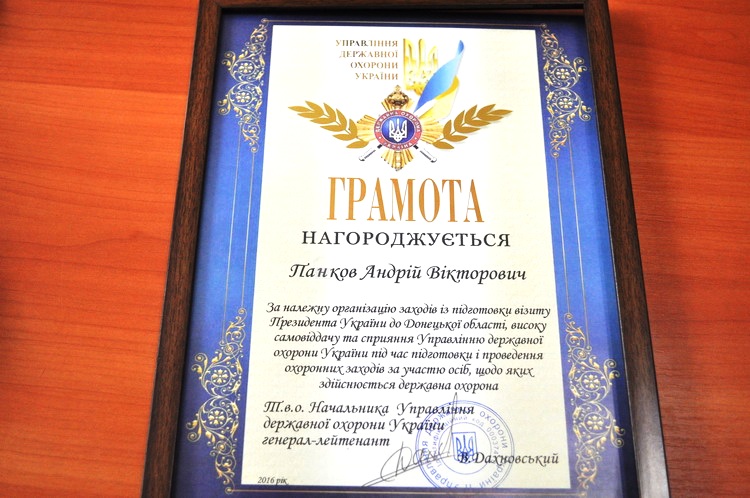 УПРАВЛІННЯ
ДЕРЖАВНОЇ
ОХОРОНИ
УКРАЇНИ
ГРАМОТА
НАГОРОДЖУЄТЬСЯ
Панков Андрій Вікторович
За належну організацію заходів із підготовки візиту
Президента України до Донецької області, високу
самовіддачу та сприяння Управлінню державної
охорони України під час підготовки і проведення
охоронних заходів за участю осіб, щодо яких
здійснюється державна охорона
Т.в.о. Начальника Управління
державної охорони України
генерал-лейтенант
В.Дахновський
2016 рік